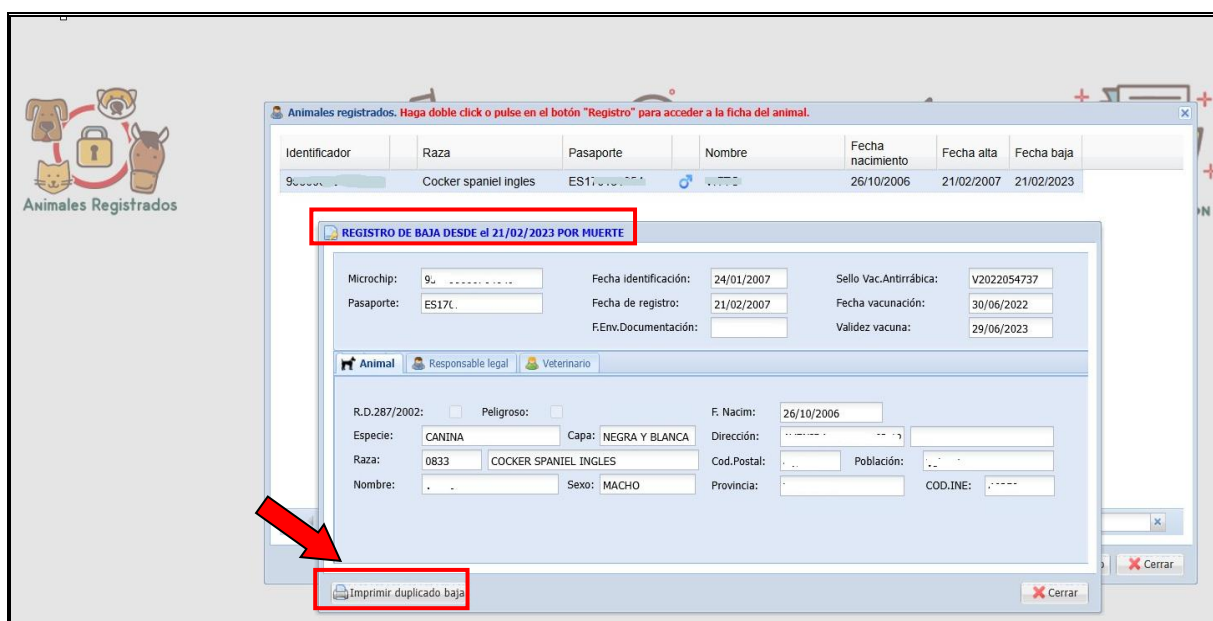 Animales Registrados
Animales registrados. Haga doble click o pulse en el botón "Registro" para acceder a la ficha del animal.
Identificador Raza Pasaporte Nombre Fecha nacimiento Fecha alta Fecha baja
Cocker spaniel ingles 26/10/2006 21/02/2007 21/02/2023
REGISTRO DE BAJA DESDE el 21/02/2023 POR MUERTE
Microchip: Fecha identificación: 24/01/2007 Sello Vac.Antirrábica: V2022054737
Pasaporte: Fecha de registro: 21/02/2007 Fecha vacunación: 30/06/2022
F.Env.Documentación: Validez vacuna: 29/06/2023
Animal Responsable legal Veterinario
R.D.287/2002: Peligroso: F. Nacim: 26/10/2006
Especie: CANINA Capa: NEGRA Y BLANCA Dirección:
Raza: 0833 COCKER SPANIEL INGLES Cod.Postal: Población:
Nombre: Sexo: MACHO Provincia: COD.INE:
Cerrar
Imprimir duplicado baja Cerrar